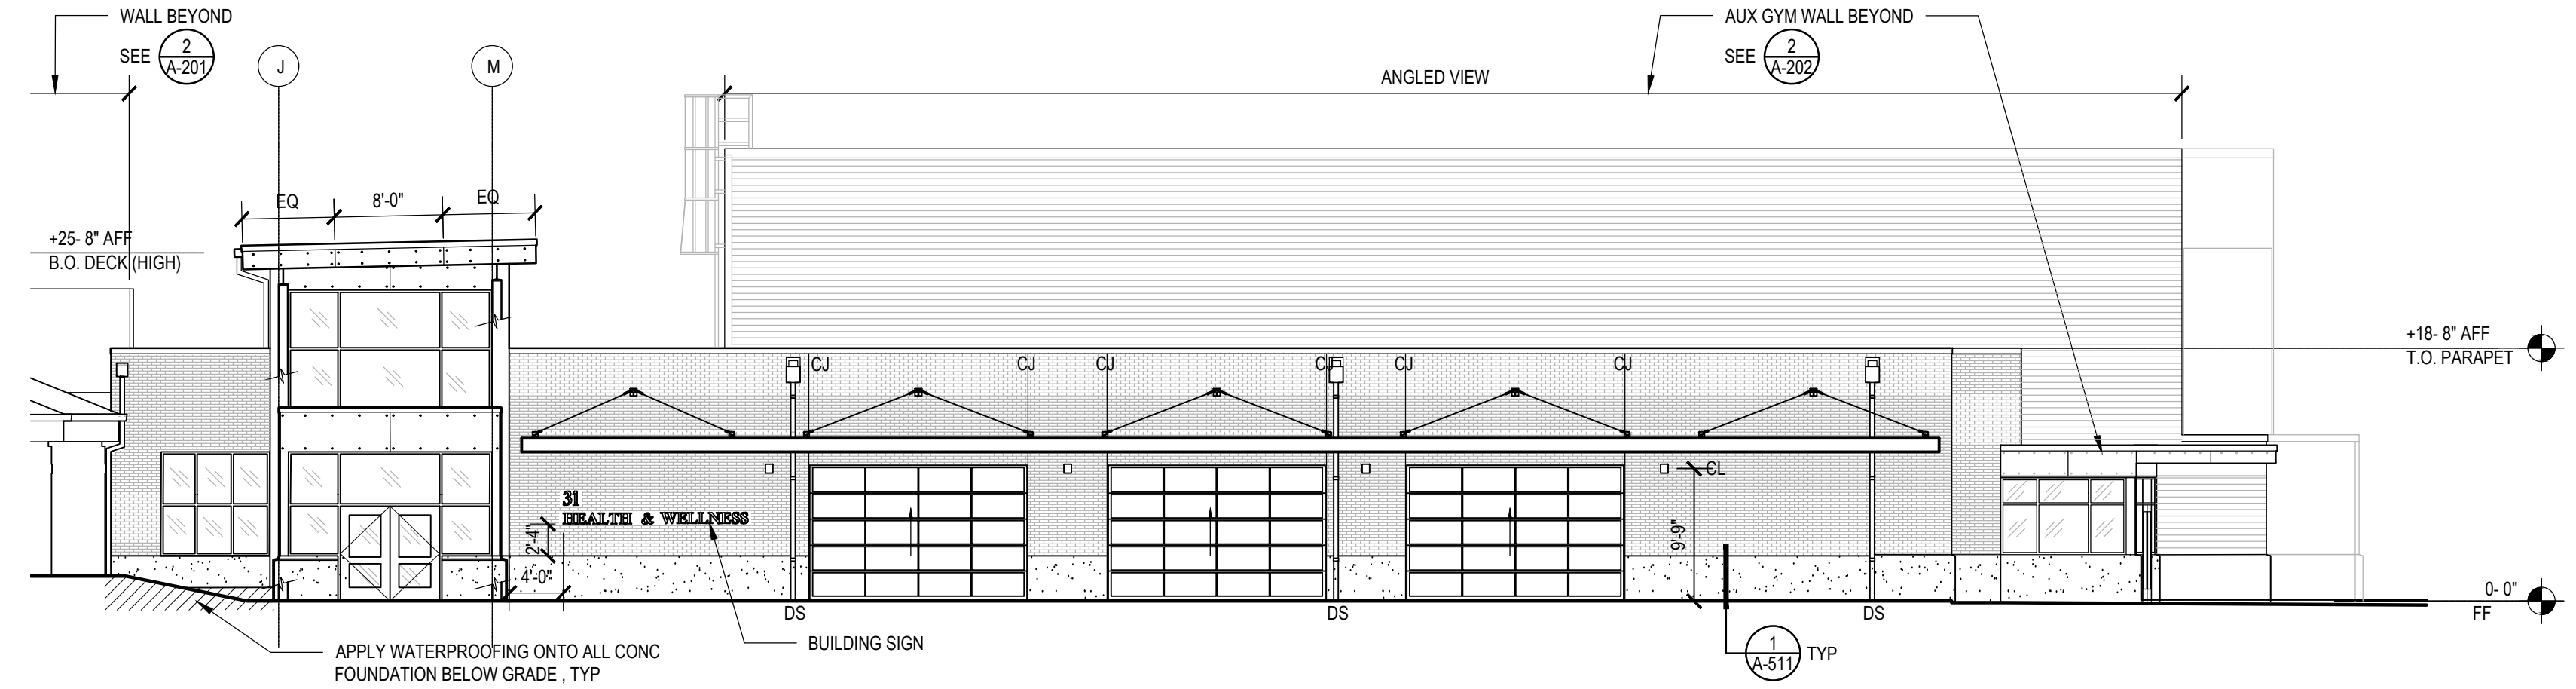 WALL BEYOND
SEE 2
A-201
J
M
AUX GYM WALL BEYOND
SEE 2
A-202
ANGLED VIEW
EQ
8'-0"
EQ
+25- 8" AFF
B.O. DECK (HIGH)
+18- 8" AFF
T.O. PARAPET
CJ
CJ
CJ
CJ
CJ
CJ
CL
31
HEALTH & WELLNESS
2'-4"
9'-9"
4'-0"
0- 0"
FF
DS
DS
DS
BUILDING SIGN
APPLY WATERPROOFING ONTO ALL CONC
FOUNDATION BELOW GRADE , TYP
1
A-511
TYP